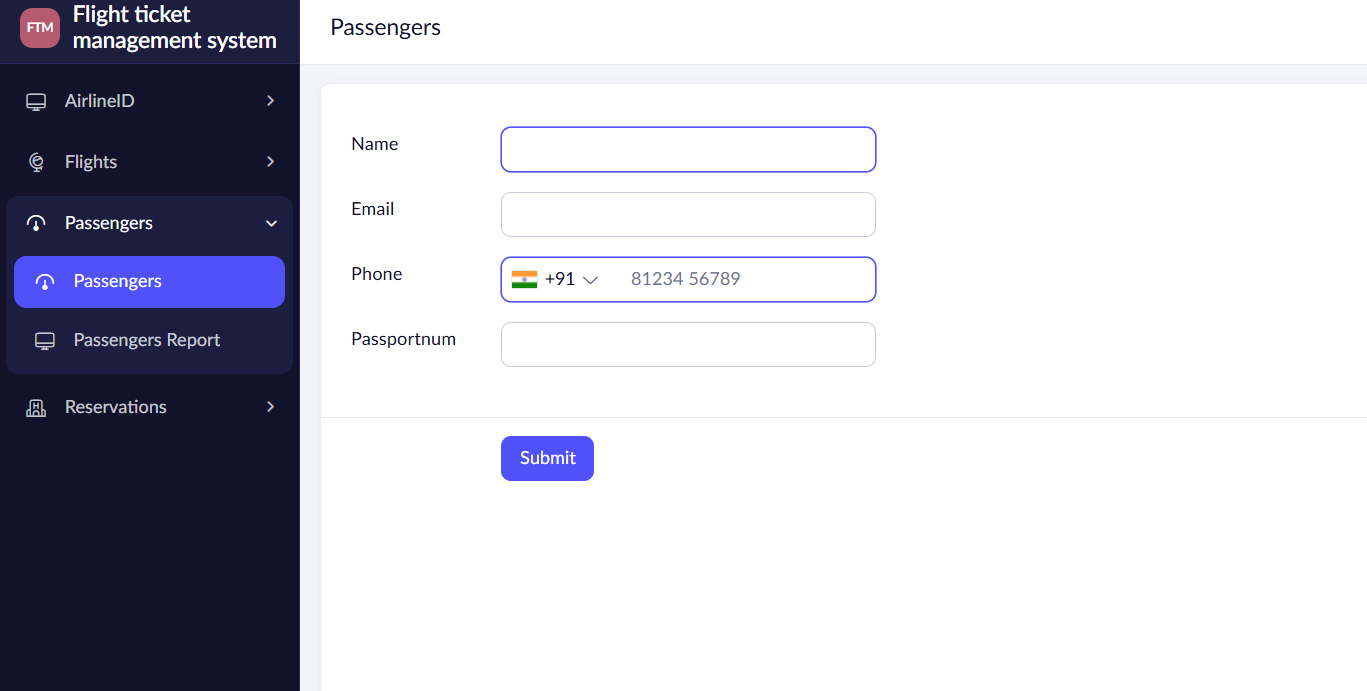 FTM
Flight ticket
management system
Passengers
AirlineID
Flights
Passengers
Passengers
Passengers Report
Reservations
Name
Email
Phone
+91
81234 56789
Passportnum
Submit